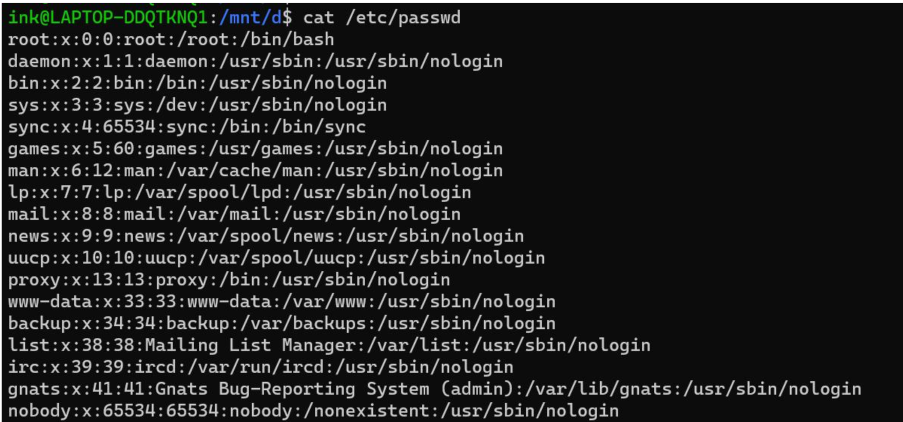 ink@LAPTOP-DDQTKNQ1:/mnt/d$ cat /etc/passwd
root:x:0:0:root:/root:/bin/bash
daemon:x:1:1:daemon:/usr/sbin:/usr/sbin/nologin
bin:x:2:2:bin:/bin:/usr/sbin/nologin
sys:x:3:3:sys:/dev:/usr/sbin/nologin
sync:x:4:65534:sync:/bin:/bin/sync
games:x:5:60:games:/usr/games:/usr/sbin/nologin
man:x:6:12:man:/var/cache/man:/usr/sbin/nologin
lp:x:7:7:lp:/var/spool/lpd:/usr/sbin/nologin
mail:x:8:8:mail:/var/mail:/usr/sbin/nologin
news:x:9:9:news:/var/spool/news:/usr/sbin/nologin
uucp:x:10:10:uucp:/var/spool/uucp:/usr/sbin/nologin
proxy:x:13:13:proxy:/bin:/usr/sbin/nologin
www-data:x:33:33:www-data:/var/www:/usr/sbin/nologin
backup:x:34:34:backup:/var/backups:/usr/sbin/nologin
list:x:38:38:Mailing List Manager:/var/list:/usr/sbin/nologin
irc:x:39:39:ircd:/var/run/ircd:/usr/sbin/nologin
gnats:x:41:41:Gnats Bug-Reporting System (admin):/var/lib/gnats:/usr/sbin/nologin
nobody:x:65534:65534:nobody:/nonexistent:/usr/sbin/nologin